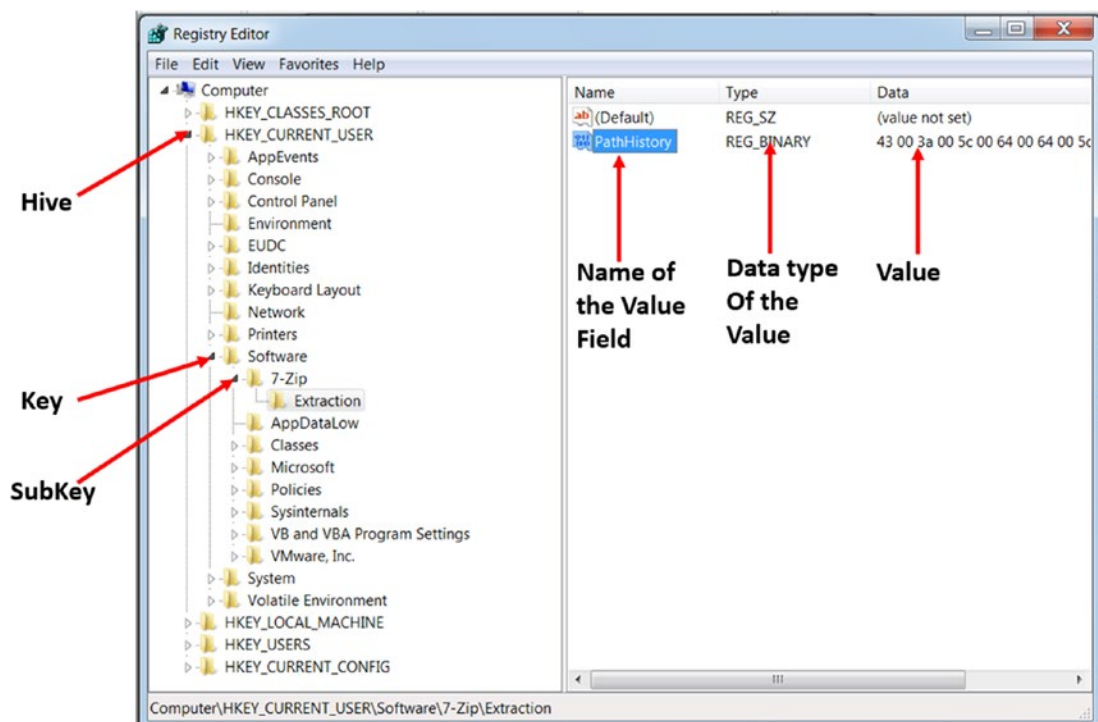 Registry Editor
File Edit View Favorites Help
Computer
HKEY_CLASSES_ROOT
HKEY_CURRENT_USER
AppEvents
Console
Control Panel
Environment
EUDC
Identities
Keyboard Layout
Network
Printers
Software
7-Zip
Extraction
AppDataLow
Classes
Microsoft
Policies
Sysinternals
VB and VBA Program Settings
VMware, Inc.
System
Volatile Environment
HKEY_LOCAL_MACHINE
HKEY_USERS
HKEY_CURRENT_CONFIG
Name Type Data
(Default) REG_SZ (value not set)
PathHistory REG_BINARY 43 00 3a 00 5c 00 64 00 64 00 5c
Hive
Key
SubKey
Name of
the Value
Field
Data type
Of the
Value
Value
Computer\HKEY_CURRENT_USER\Software\7-Zip\Extraction